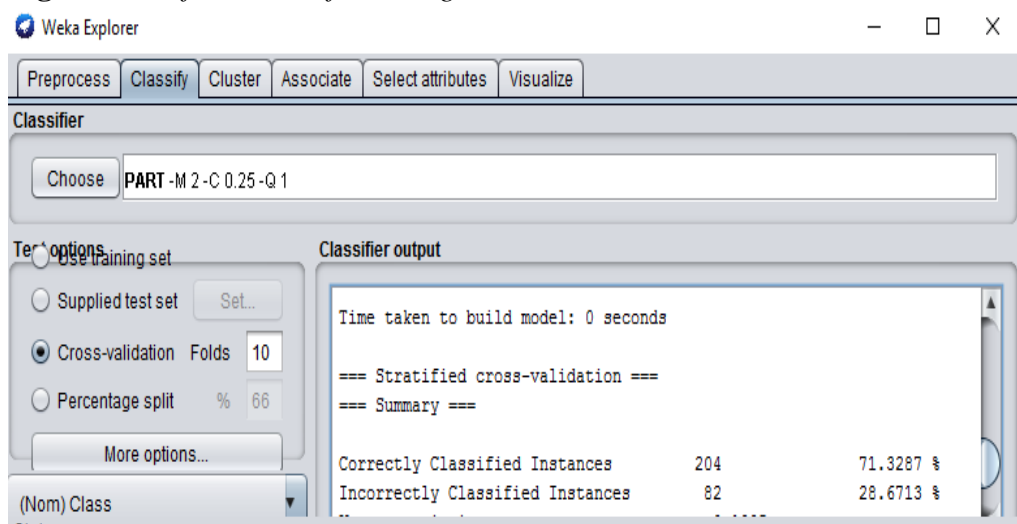 Weka Explorer
Preprocess Classify Cluster Associate Select attributes Visualize
Classifier
Choose PART -M 2 -C 0.25 -Q 1
Test options
Use training set
Supplied test set Set...
Cross-validation Folds 10
Percentage split % 66
More options...
(Nom) Class
Classifier output
Time taken to build model: 0 seconds
=== Stratified cross-validation ===
=== Summary ===
Correctly Classified Instances 204 71.3287 %
Incorrectly Classified Instances 82 28.6713 %